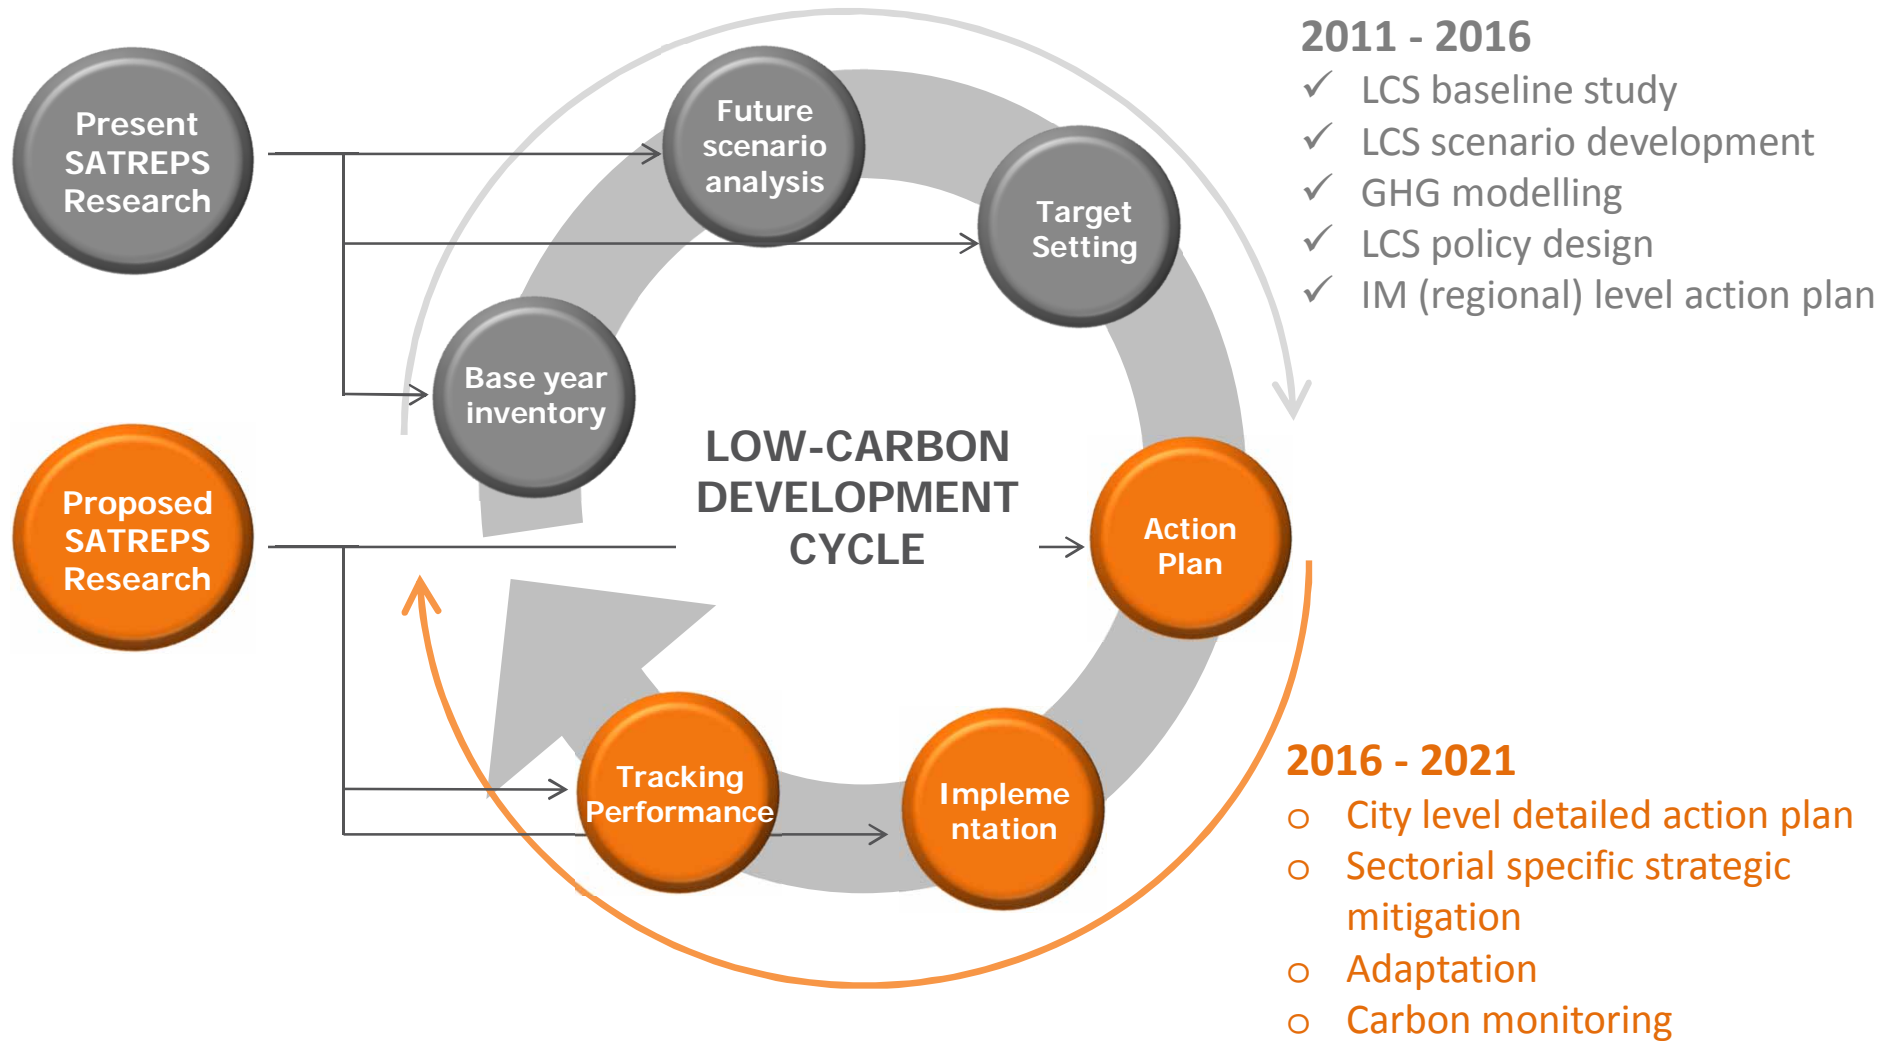 Present
SATREPS
Research
Future
scenario
analysis
Target
Setting
Base year
inventory
2011 - 2016
✓ LCS baseline study
✓ LCS scenario development
✓ GHG modelling
✓ LCS policy design
✓ IM (regional) level action plan
LOW-CARBON
DEVELOPMENT
CYCLE
Proposed
SATREPS
Research
Action
Plan
Tracking
Performance
Impleme
ntation
2016 - 2021
o City level detailed action plan
o Sectorial specific strategic
mitigation
o Adaptation
o Carbon monitoring